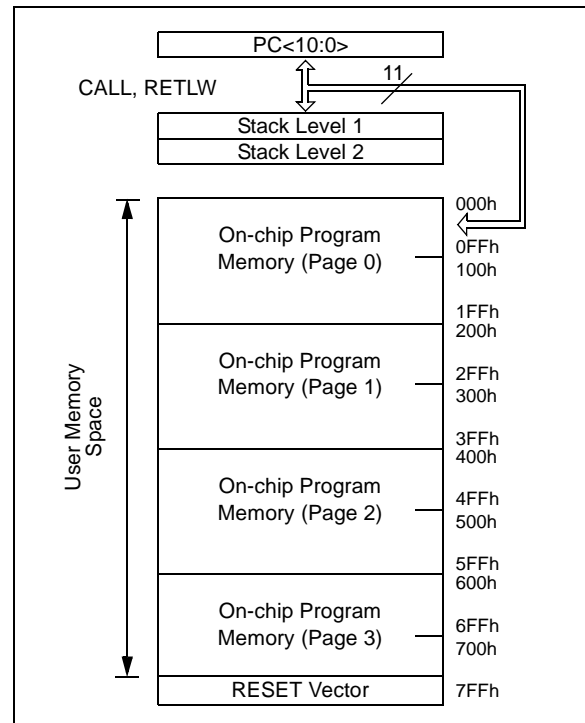 PC<10:0>
CALL, RETLW
11
Stack Level 1
Stack Level 2
000h
On-chip Program
Memory (Page 0)
0FFh
100h
1FFh
200h
On-chip Program
Memory (Page 1)
2FFh
300h
3FFh
400h
User Memory
Space
On-chip Program
Memory (Page 2)
4FFh
500h
5FFh
600h
On-chip Program
Memory (Page 3)
6FFh
700h
RESET Vector
7FFh